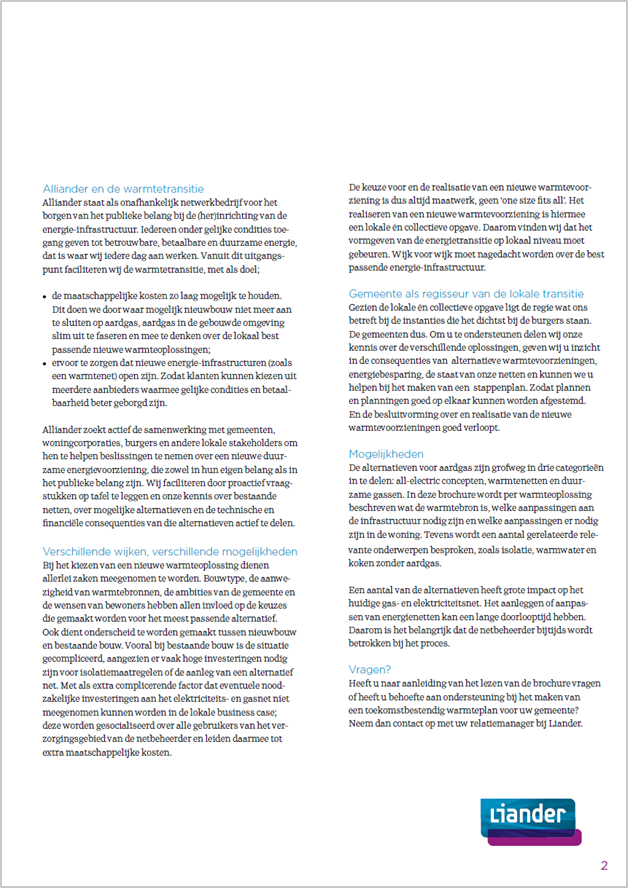 Alliander en de warmtetransitie
Alliander staat als onafhankelijk netwerkbedrijf voor het
borgen van het publieke belang bij de (her)inrichting van de
energie-infrastructuur. Iedereen onder gelijke condities toe-
gang geven tot betrouwbare, betaalbare en duurzame energie,
dat is waar wij iedere dag aan werken. Vanuit dit uitgangs-
punt faciliteren wij de warmtetransitie, met als doel;
• de maatschappelijke kosten zo laag mogelijk te houden.
Dit doen we door waar mogelijk nieuwbouw niet meer aan
te sluiten op aardgas, aardgas in de gebouwde omgeving
slim uit te faseren en mee te denken over de lokaal best
passende nieuwe warmteoplossingen;
• ervoor te zorgen dat nieuwe energie-infrastructuren (zoals
een warmtenet) open zijn. Zodat klanten kunnen kiezen uit
meerdere aanbieders waarmee gelijke condities en betaal-
baarheid beter geborgd zijn.
Alliander zoekt actief de samenwerking met gemeenten,
woningcorporaties, burgers en andere lokale stakeholders om
hen te helpen beslissingen te nemen over een nieuwe duur-
zame energievoorziening, die zowel in hun eigen belang als in
het publieke belang zijn. Wij faciliteren door proactief vraag-
stukken op tafel te leggen en onze kennis over bestaande
netten, over mogelijke alternatieven en de technische en
financiële consequenties van die alternatieven actief te delen.
Verschillende wijken, verschillende mogelijkheden
Bij het kiezen van een nieuwe warmteoplossing dienen
allerlei zaken meegenomen te worden. Bouwtype, de aanwe-
zigheid van warmtebronnen, de ambities van de gemeente en
de wensen van bewoners hebben allen invloed op de keuzes
die gemaakt worden voor het meest passende alternatief.
Ook dient onderscheid te worden gemaakt tussen nieuwbouw
en bestaande bouw. Vooral bij bestaande bouw is de situatie
gecompliceerd, aangezien er vaak hoge investeringen nodig
zijn voor isolatiemaatregelen of de aanleg van een alternatief
net. Met als extra complicerende factor dat eventuele nood-
zakelijke investeringen aan het elektriciteits- en gasnet niet
meegenomen kunnen worden in de lokale business case;
deze worden gesocialiseerd over alle gebruikers van het ver-
zorgingsgebied van de netbeheerder en leiden daarmee tot
extra maatschappelijke kosten.
De keuze voor en de realisatie van een nieuwe warmtevoor-
ziening is dus altijd maatwerk, geen ‘one size fits all’. Het
realiseren van een nieuwe warmtevoorziening is hiermee
een lokale én collectieve opgave. Daarom vinden wij dat het
vormgeven van de energietransitie op lokaal niveau moet
gebeuren. Wijk voor wijk moet nagedacht worden over de best
passende energie-infrastructuur.
Gemeente als regisseur van de lokale transitie
Gezien de lokale én collectieve opgave ligt de regie wat ons
betreft bij de instanties die het dichtst bij de burgers staan.
De gemeenten dus. Om u te ondersteunen delen wij onze
kennis over de verschillende oplossingen, geven wij u inzicht
in de consequenties van alternatieve warmtevoorzieningen,
energiebesparing, de staat van onze netten en kunnen we u
helpen bij het maken van een stappenplan. Zodat plannen
en planningen goed op elkaar kunnen worden afgestemd.
En de besluitvorming over en realisatie van de nieuwe
warmtevoorzieningen goed verloopt.
Mogelijkheden
De alternatieven voor aardgas zijn grofweg in drie categorieën
in te delen: all-electric concepten, warmtenetten en duur-
zame gassen. In deze brochure wordt per warmteoplossing
beschreven wat de warmtebron is, welke aanpassingen aan
de infrastructuur nodig zijn en welke aanpassingen er nodig
zijn in de woning. Tevens wordt een aantal gerelateerde rele-
vante onderwerpen besproken, zoals isolatie, warmwater en
koken zonder aardgas.
Een aantal van de alternatieven heeft grote impact op het
huidige gas- en elektriciteitsnet. Het aanleggen of aanpas-
sen van energienetten kan een lange doorlooptijd hebben.
Daarom is het belangrijk dat de netbeheerder bijtijds wordt
betrokken bij het proces.
Vragen?
Heeft u naar aanleiding van het lezen van de brochure vragen
of heeft u behoefte aan ondersteuning bij het maken van
een toekomstbestendig warmteplan voor uw gemeente?
Neem dan contact op met uw relatiemanager bij Liander.
Liander
2